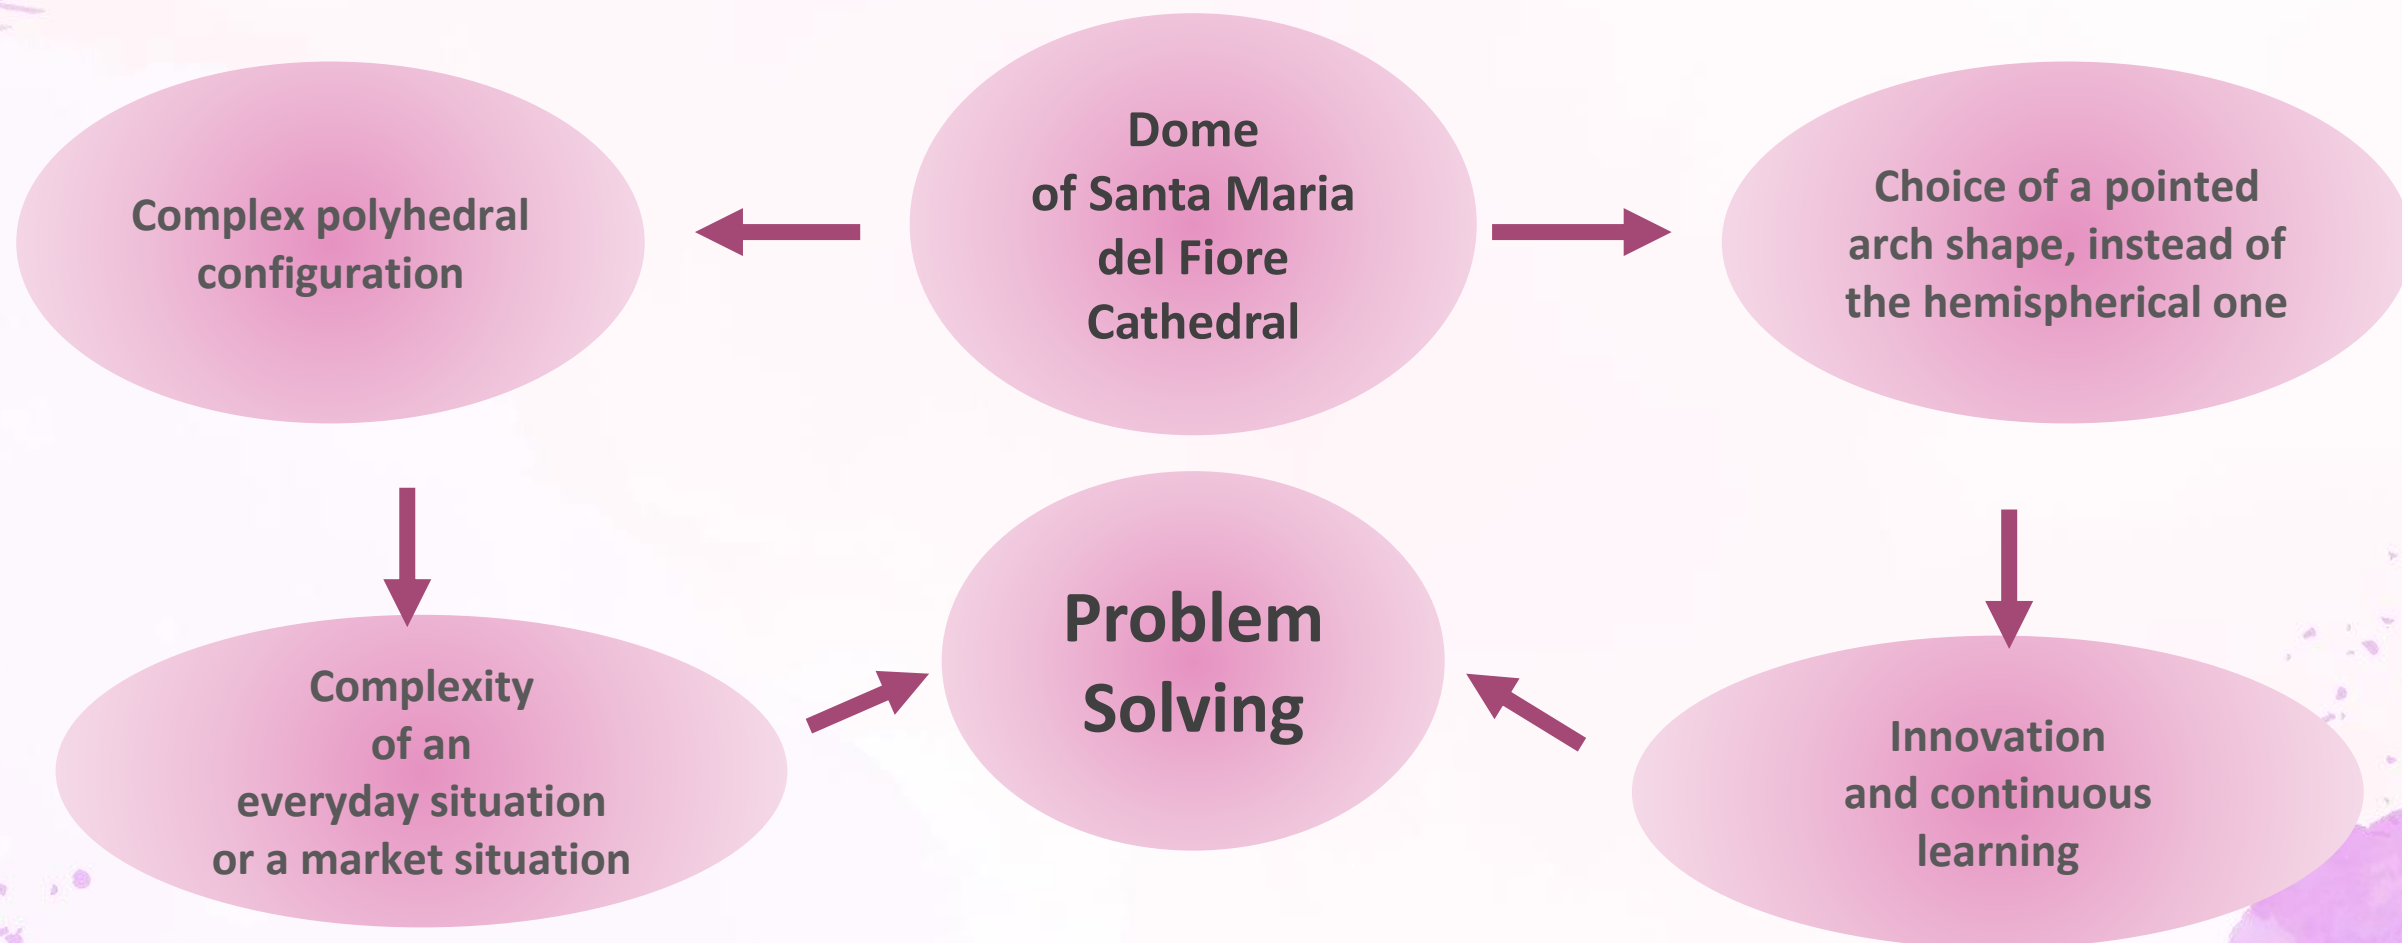 Dome
of Santa Maria
del Fiore
Cathedral
Complex polyhedral
configuration
Choice of a pointed
arch shape, instead of
the hemispherical one
Problem
Solving
Complexity
of an
everyday situation
or a market situation
Innovation
and continuous
learning